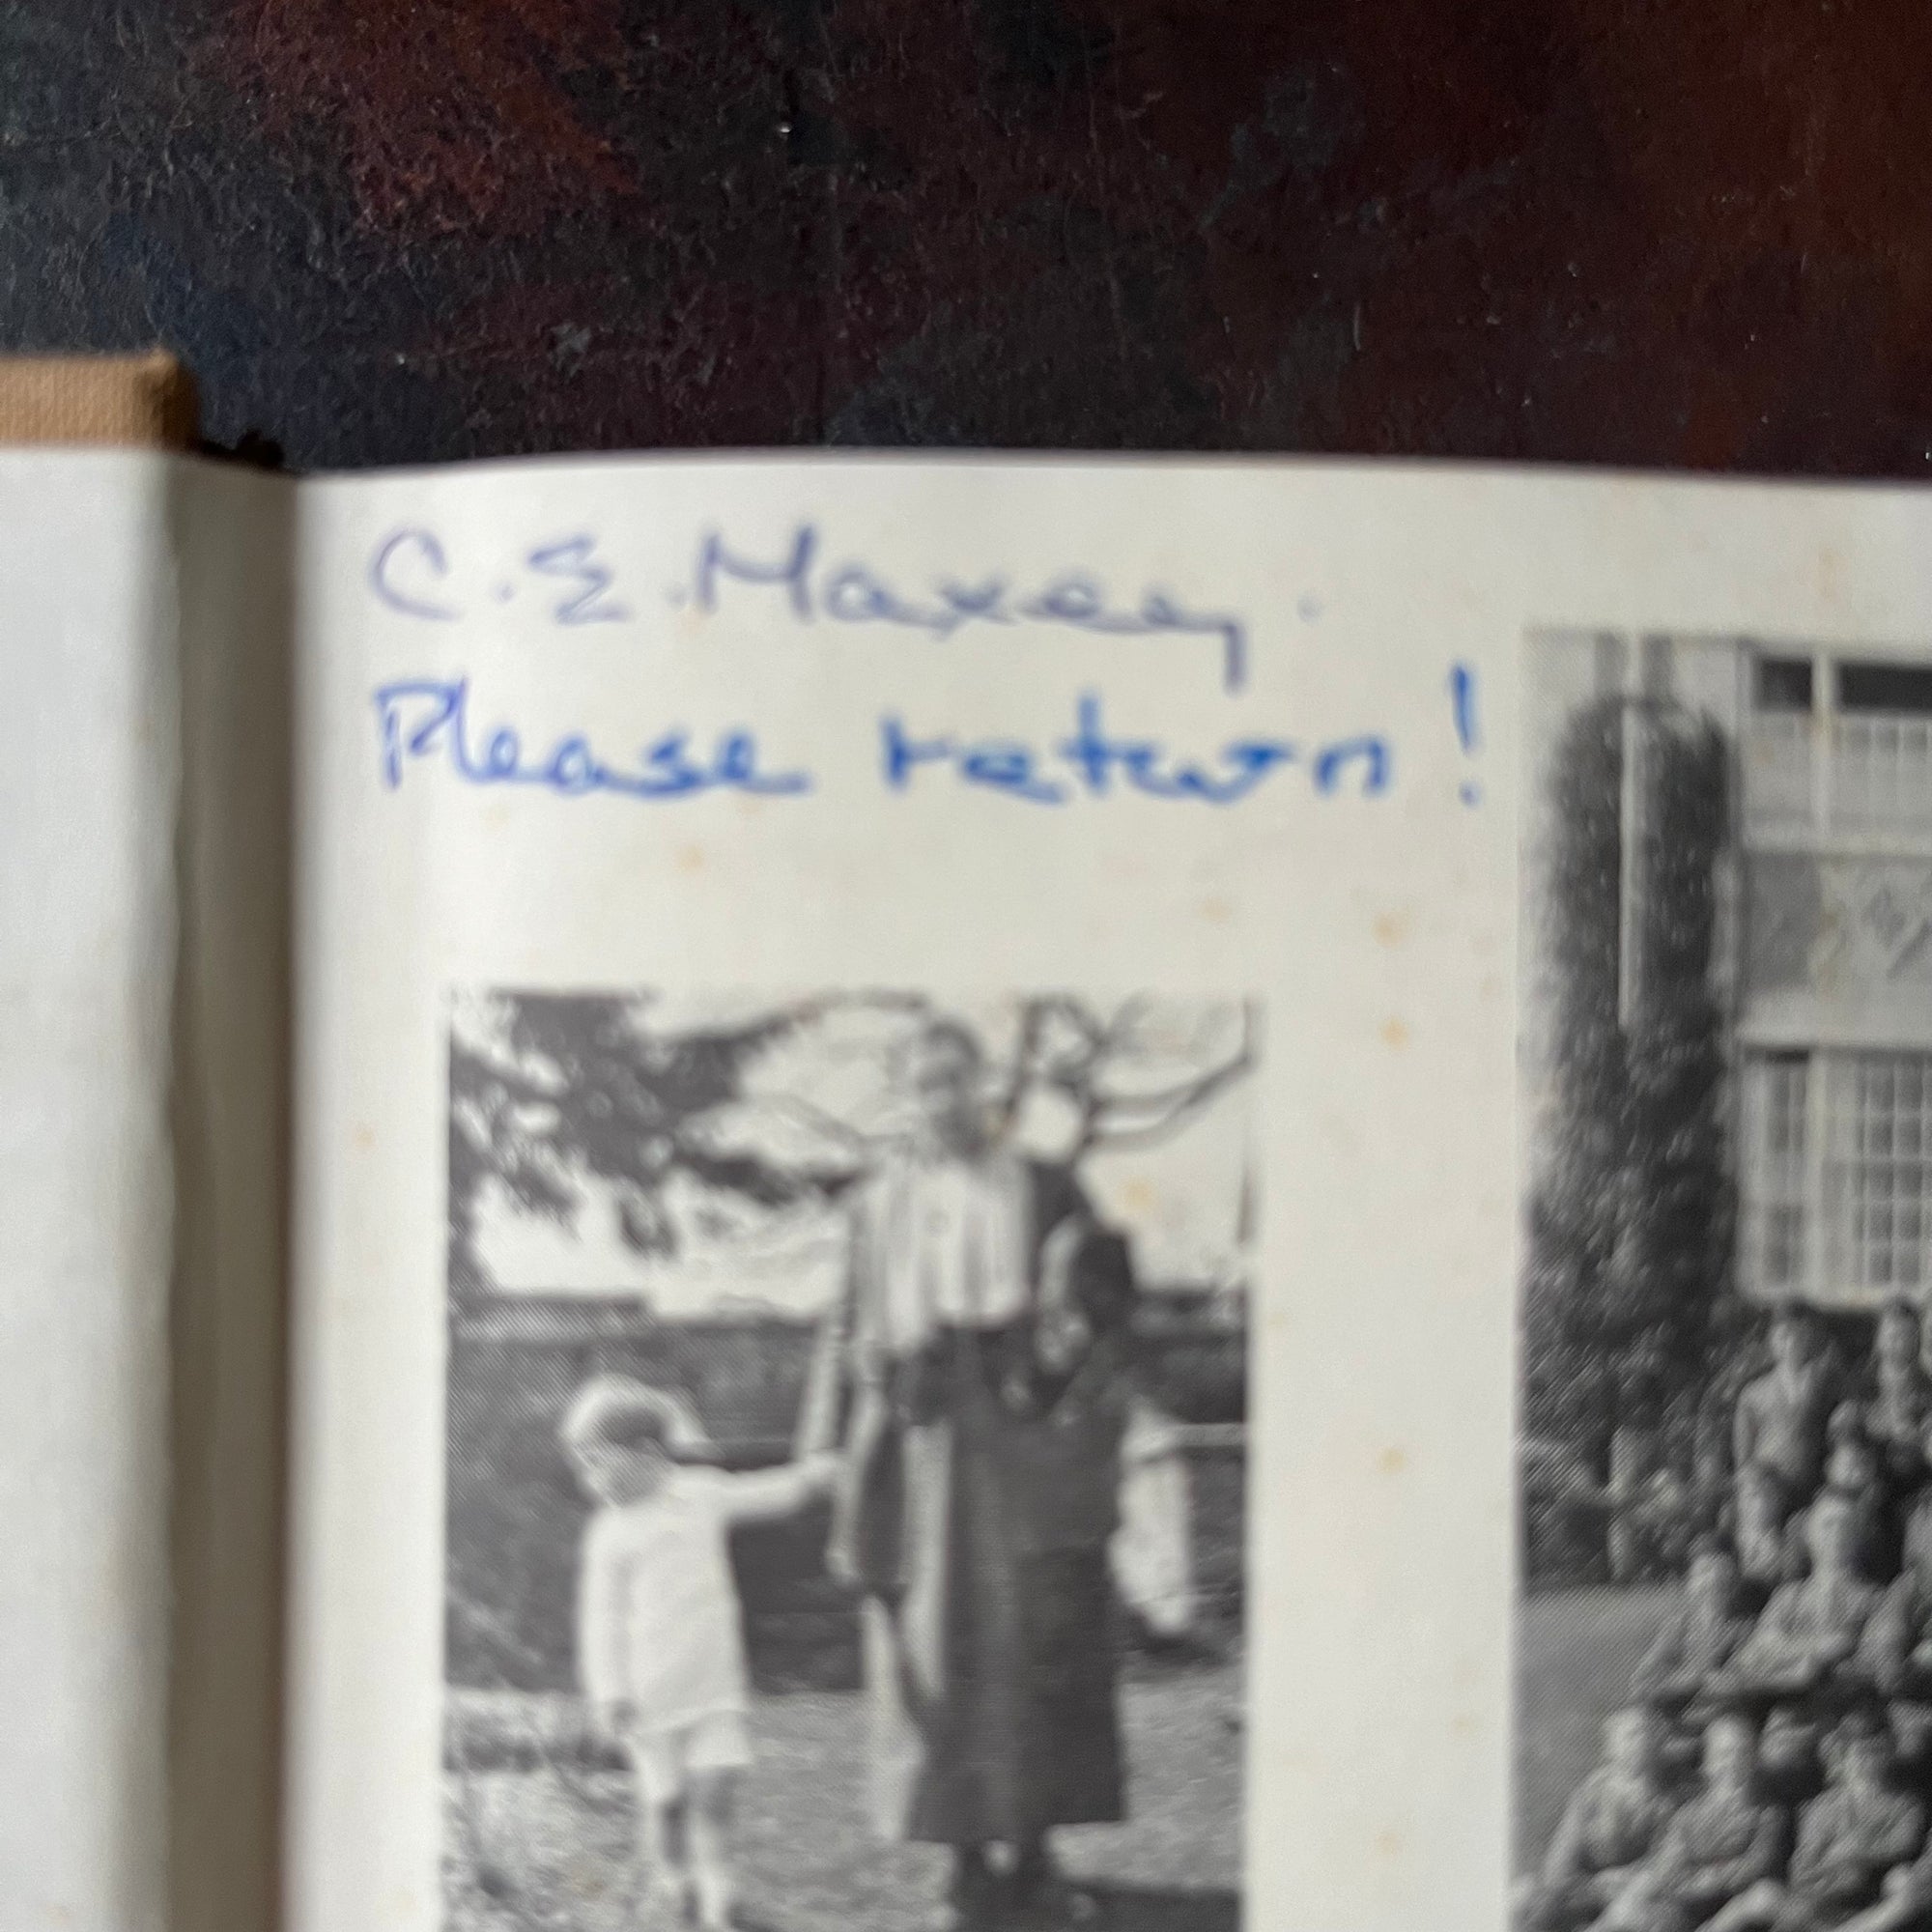 C. E. Maxey.
Please return!